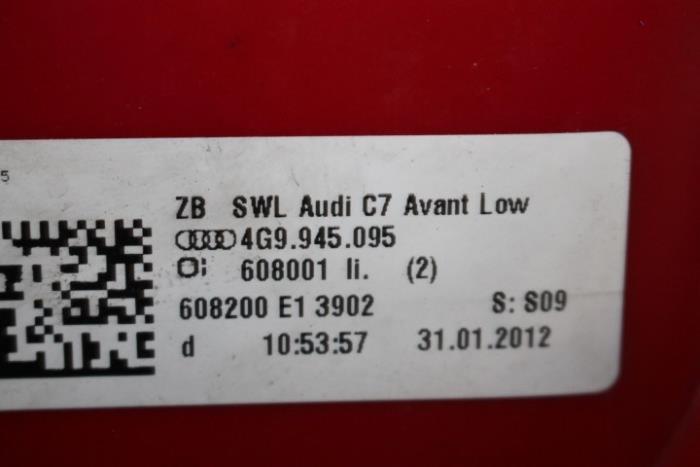 5
ZB SWL Audi C7 Avant Low
4G9.945.095
608001 li. (2)
608200 E1 3902 S: S09
d 10:53:57 31.01.2012